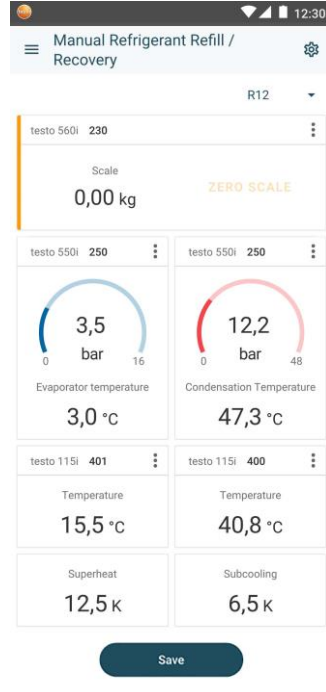 12:30
Manual Refrigerant Refill /
Recovery
R12
testo 560i 230
Scale
0,00 kg
ZERO SCALE
testo 550i 250
testo 550i 250
3,5
bar
0
16
12,2
bar
0
48
Evaporator temperature
3,0 °C
Condensation Temperature
47,3 °C
testo 115i 401
testo 115i 400
Temperature
15,5 °C
Temperature
40,8 °C
Superheat
12,5 K
Subcooling
6,5 K
Save